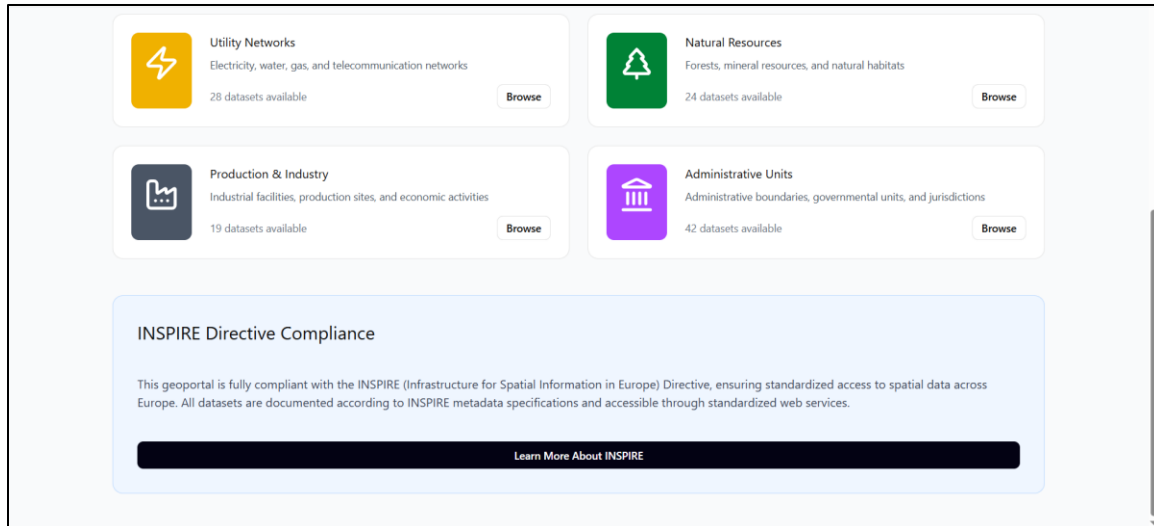 Utility Networks
Electricity, water, gas, and telecommunication networks
28 datasets available
Browse
Natural Resources
Forests, mineral resources, and natural habitats
24 datasets available
Browse
Production & Industry
Industrial facilities, production sites, and economic activities
19 datasets available
Browse
Administrative Units
Administrative boundaries, governmental units, and jurisdictions
42 datasets available
Browse
INSPIRE Directive Compliance
This geoportal is fully compliant with the INSPIRE (Infrastructure for Spatial Information in Europe) Directive, ensuring standardized access to spatial data across
Europe. All datasets are documented according to INSPIRE metadata specifications and accessible through standardized web services.
Learn More About INSPIRE